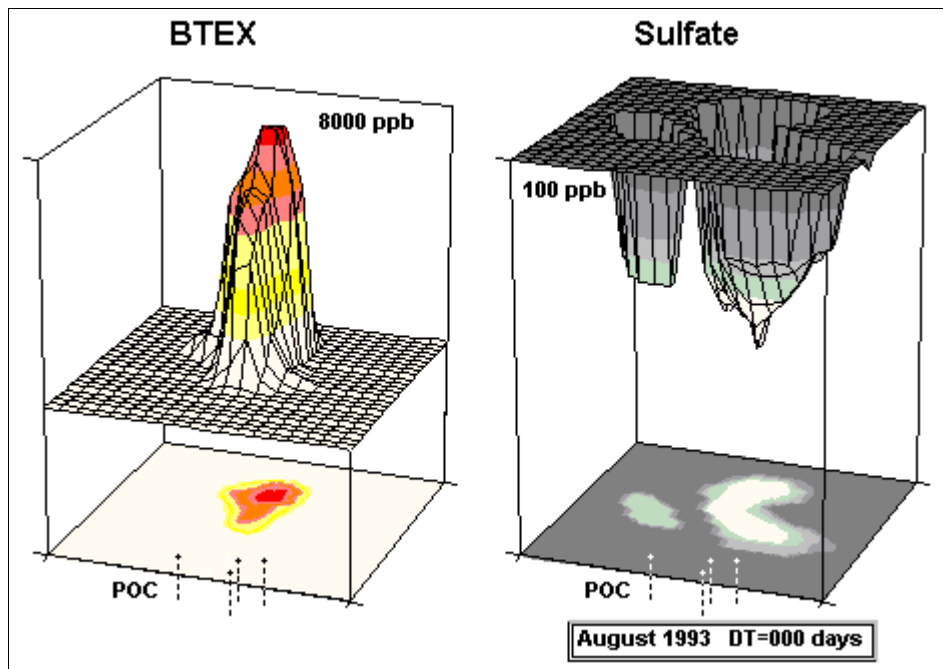 BTEX
Sulfate
8000 ppb
100 ppb
POC
POC
August 1993 DT=000 days